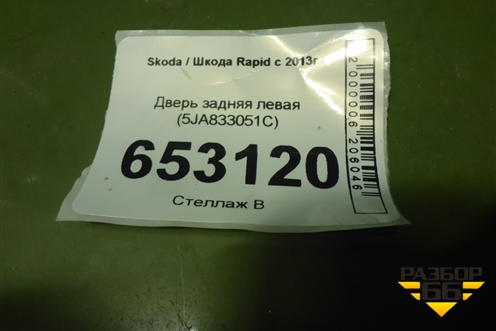 Skoda / Шкода Rapid с 2013г
Дверь задняя левая
(5JA833051C)
653120
Стеллаж В
2000006206046
РАЗБОР
66